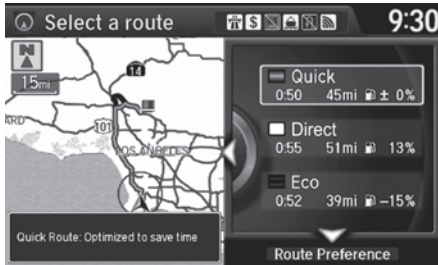 Select a route
$
9:30
N
15mi
14
101
LOS ANGELES
Quick
0:50 45mi ± 0%
Direct
0:55 51mi 13%
Eco
0:52 39mi –15%
Quick Route: Optimized to save time
Route Preference